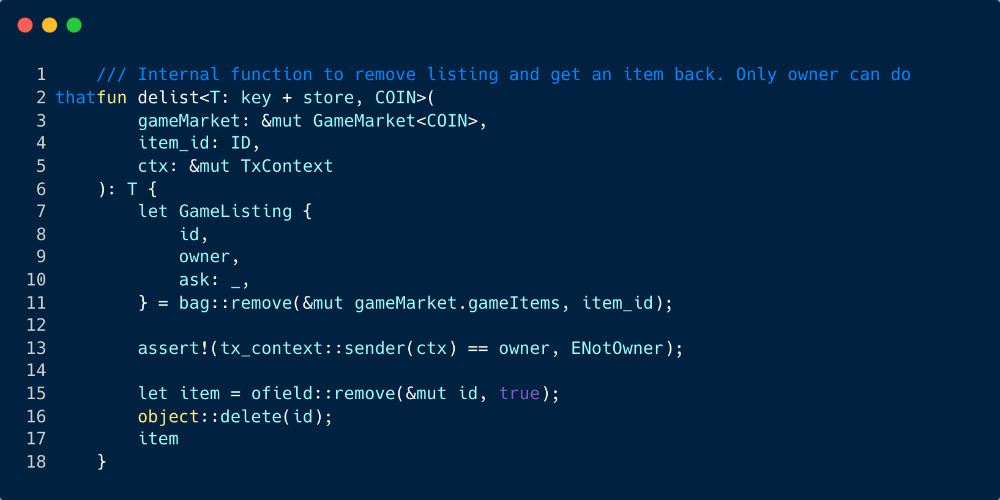 1 /// Internal function to remove listing and get an item back. Only owner can do
2 thatfun delist<T: key + store, COIN>(
3 gameMarket: &mut GameMarket<COIN>,
4 item_id: ID,
5 ctx: &mut TxContext
6 ): T {
7 let GameListing {
8 id,
9 owner,
10 ask: _,
11 } = bag::remove(&mut gameMarket.gameItems, item_id);
12
13 assert!(tx_context::sender(ctx) == owner, ENotOwner);
14
15 let item = ofield::remove(&mut id, true);
16 object::delete(id);
17 item
18 }